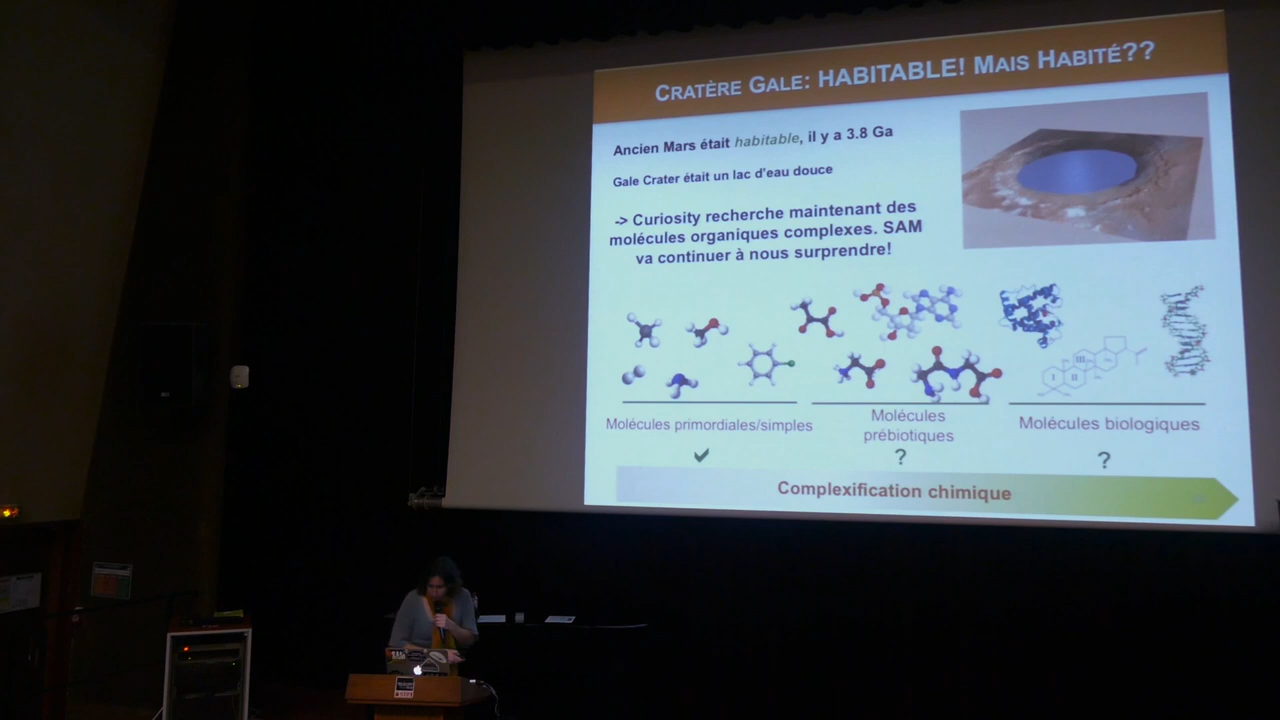 CRATÈRE GALE: HABITABLE! MAIS HABITÉ??
Ancien Mars était habitable, il y a 3.8 Ga
Gale Crater était un lac d'eau douce
-> Curiosity recherche maintenant des
molécules organiques complexes. SAM
va continuer à nous surprendre!
I II III
Molécules primordiales/simples
Molécules
prébiotiques
Molécules biologiques
? ?
Complexification chimique